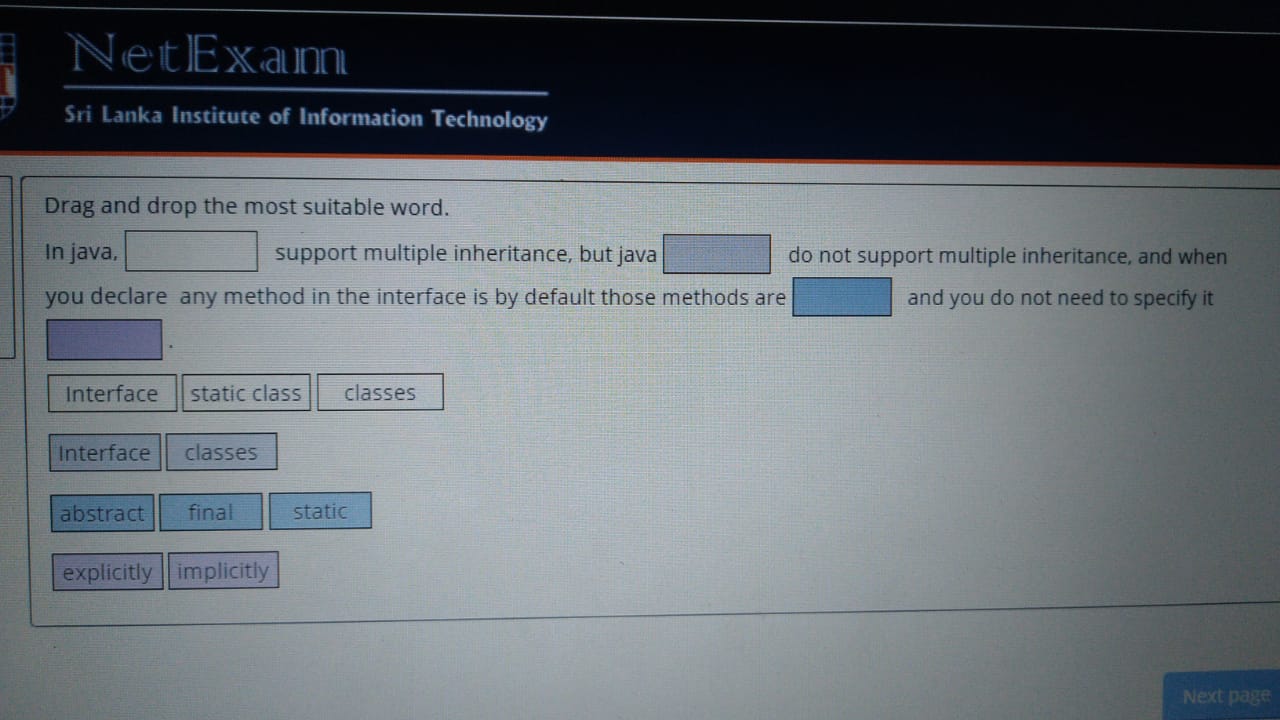 NetExam
Sri Lanka Institute of Information Technology
Drag and drop the most suitable word.
In java, support multiple inheritance, but java do not support multiple inheritance, and when
you declare any method in the interface is by default those methods are and you do not need to specify it
.
Interface static class classes
Interface classes
abstract final static
explicitly implicitly
Next page